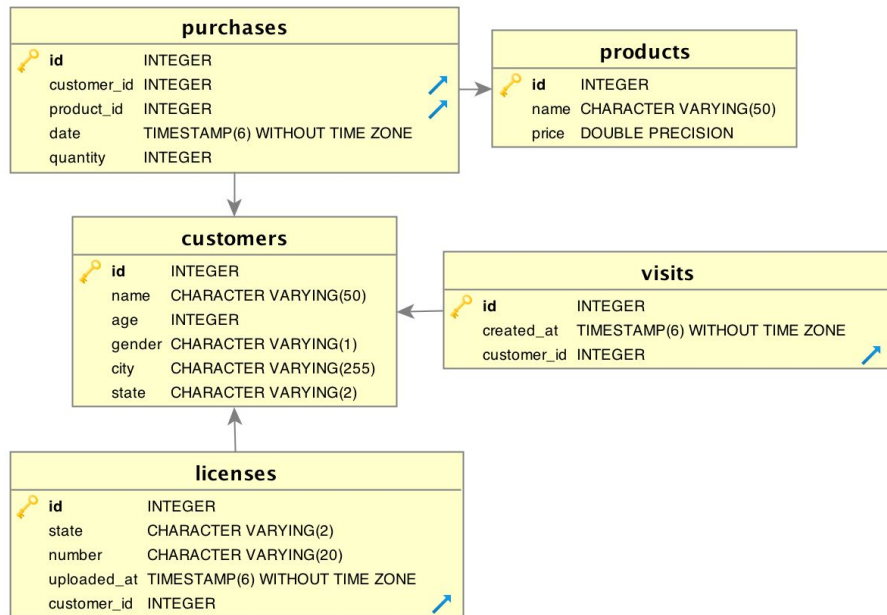 purchases
id INTEGER
customer_id INTEGER
product_id INTEGER
date TIMESTAMP(6) WITHOUT TIME ZONE
quantity INTEGER
products
id INTEGER
name CHARACTER VARYING(50)
price DOUBLE PRECISION
customers
id INTEGER
name CHARACTER VARYING(50)
age INTEGER
gender CHARACTER VARYING(1)
city CHARACTER VARYING(255)
state CHARACTER VARYING(2)
visits
id INTEGER
created_at TIMESTAMP(6) WITHOUT TIME ZONE
customer_id INTEGER
licenses
id INTEGER
state CHARACTER VARYING(2)
number CHARACTER VARYING(20)
uploaded_at TIMESTAMP(6) WITHOUT TIME ZONE
customer_id INTEGER